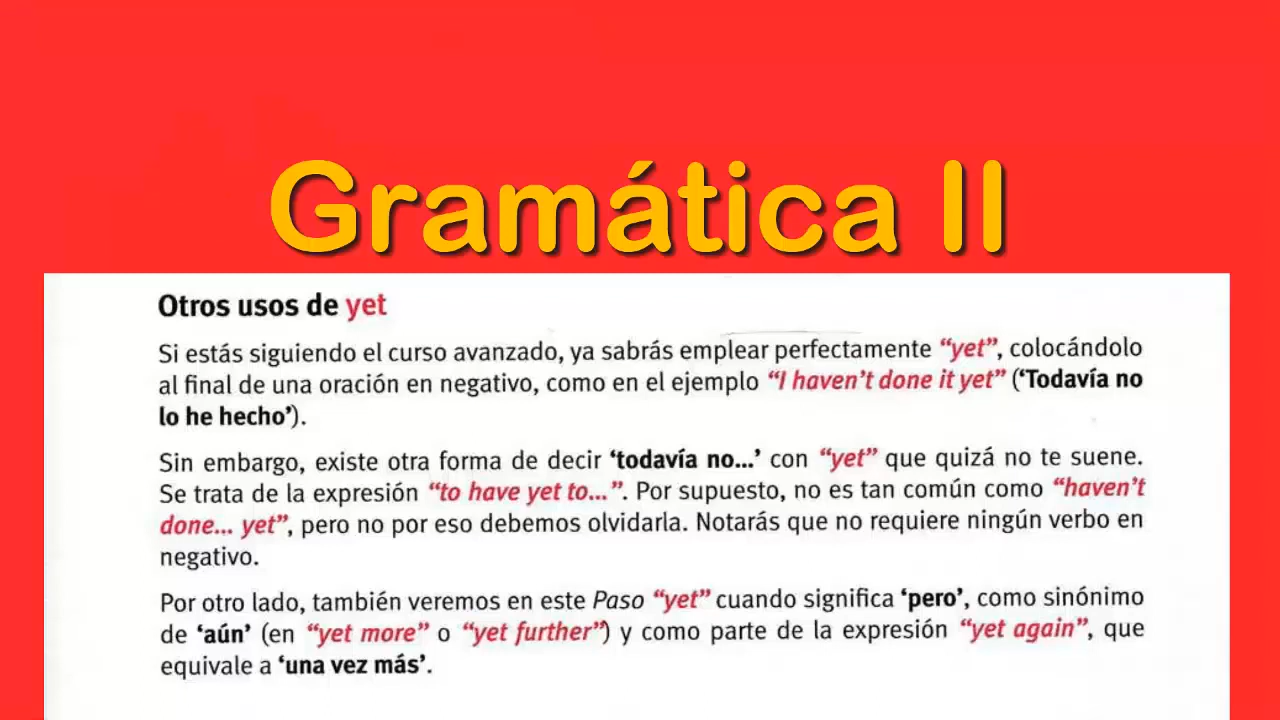 Gramática II
Otros usos de yet
Si estás siguiendo el curso avanzado, ya sabrás emplear perfectamente “yet”, colocándolo
al final de una oración en negativo, como en el ejemplo “I haven’t done it yet” (‘Todavía no
lo he hecho’).
Sin embargo, existe otra forma de decir ‘todavía no...’ con “yet” que quizá no te suene.
Se trata de la expresión “to have yet to...”. Por supuesto, no es tan común como “haven’t
done... yet”, pero no por eso debemos olvidarla. Notarás que no requiere ningún verbo en
negativo.
Por otro lado, también veremos en este Paso “yet” cuando significa ‘pero’, como sinónimo
de ‘aún’ (en “yet more” o “yet further”) y como parte de la expresión “yet again”, que
equivale a ‘una vez más’.